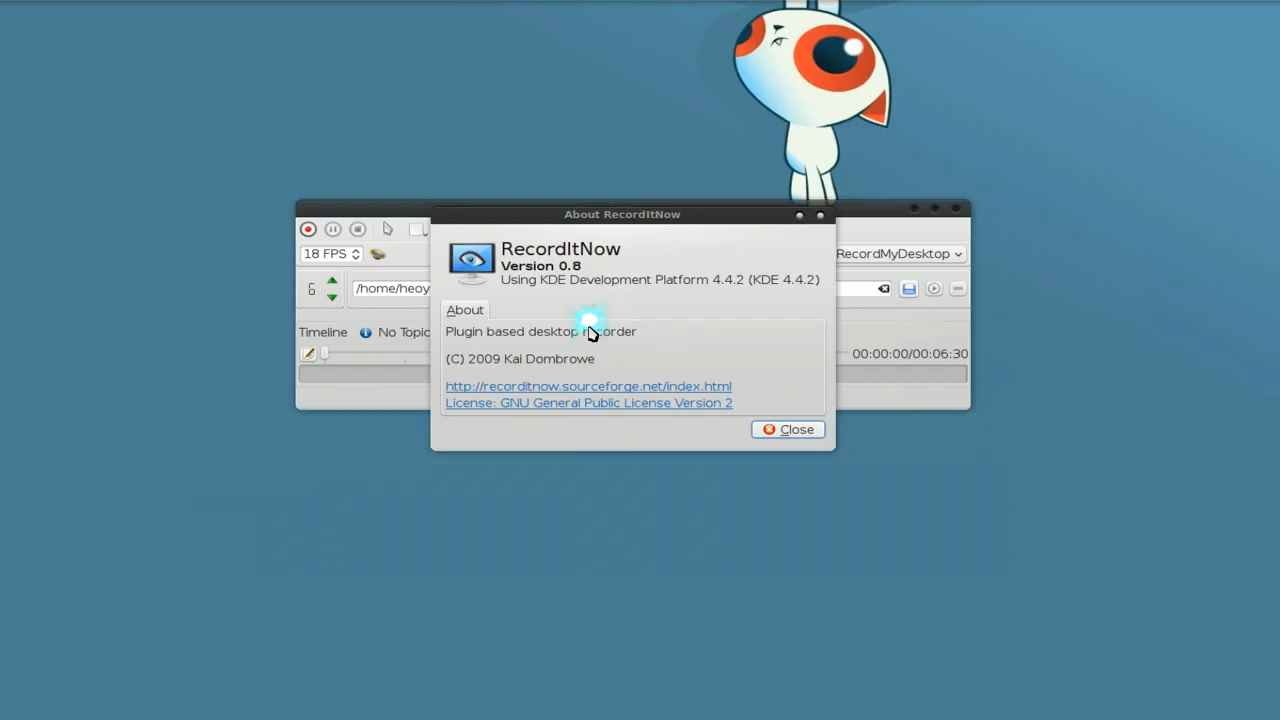 About RecordItNow
RecordItNow
Version 0.8
Using KDE Development Platform 4.4.2 (KDE 4.4.2)
18 FPS
RecordMyDesktop
6
/home/heoy
About
Plugin based desktop recorder
Timeline
No Topic
(C) 2009 Kai Dombrowe
00:00:00/00:06:30
http://recorditnow.sourceforge.net/index.html
License: GNU General Public License Version 2
Close